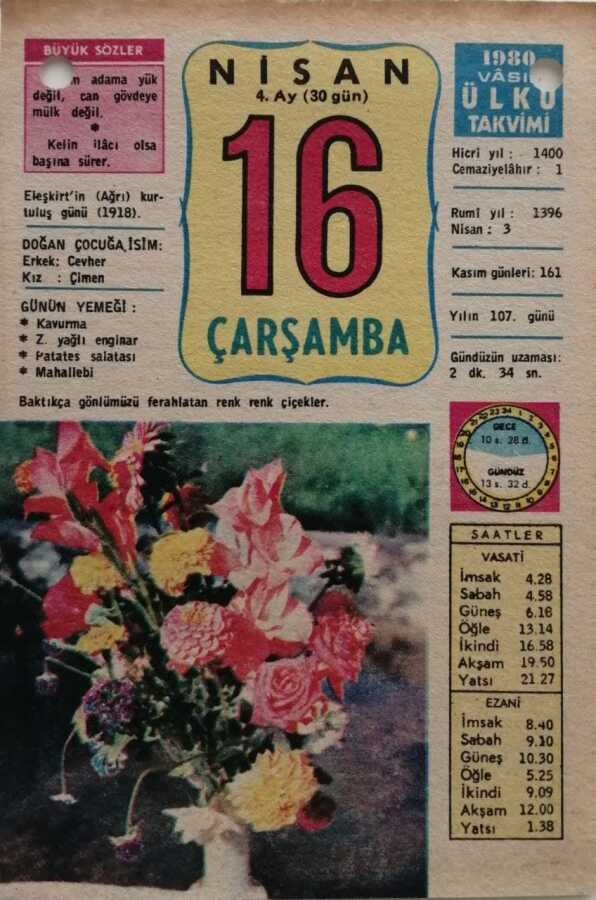 BÜYÜK SÖZLER
adama yük
değil, can gövdeye
mülk değil.
*
Kelin ilâcı olsa
başına sürer.
Eleşkirt'in (Ağrı) kur-
tuluş günü (1918).
DOĞAN ÇOCUĞA İSİM:
Erkek: Cevher
Kız : Çimen
GÜNÜN YEMEĞİ :
* Kavurma
* Z. yağlı enginar
* Patates salatası
* Mahallebi
NİSAN
4. Ay (30 gün)
16
ÇARŞAMBA
1980
VÂSI
ÜLKÜ
TAKVİMİ
Hicrî yıl : 1400
Cemaziyelâhır : 1
Rumî yıl : 1396
Nisan : 3
Kasım günleri: 161
Yılın 107. günü
Gündüzün uzaması:
2 dk. 34 sn.
Baktıkça gönlümüzü ferahlatan renk renk çiçekler.
GECE
10 s. 28 d.
GÜNDÜZ
13 s. 32 d.
SAATLER
VASATİ
İmsak 4.28
Sabah 4.58
Güneş 6.16
Öğle 13.14
İkindi 16.58
Akşam 19.50
Yatsı 21.27
EZANİ
İmsak 8.40
Sabah 9.10
Güneş 10.30
Öğle 5.25
İkindi 9.09
Akşam 12.00
Yatsı 1.38